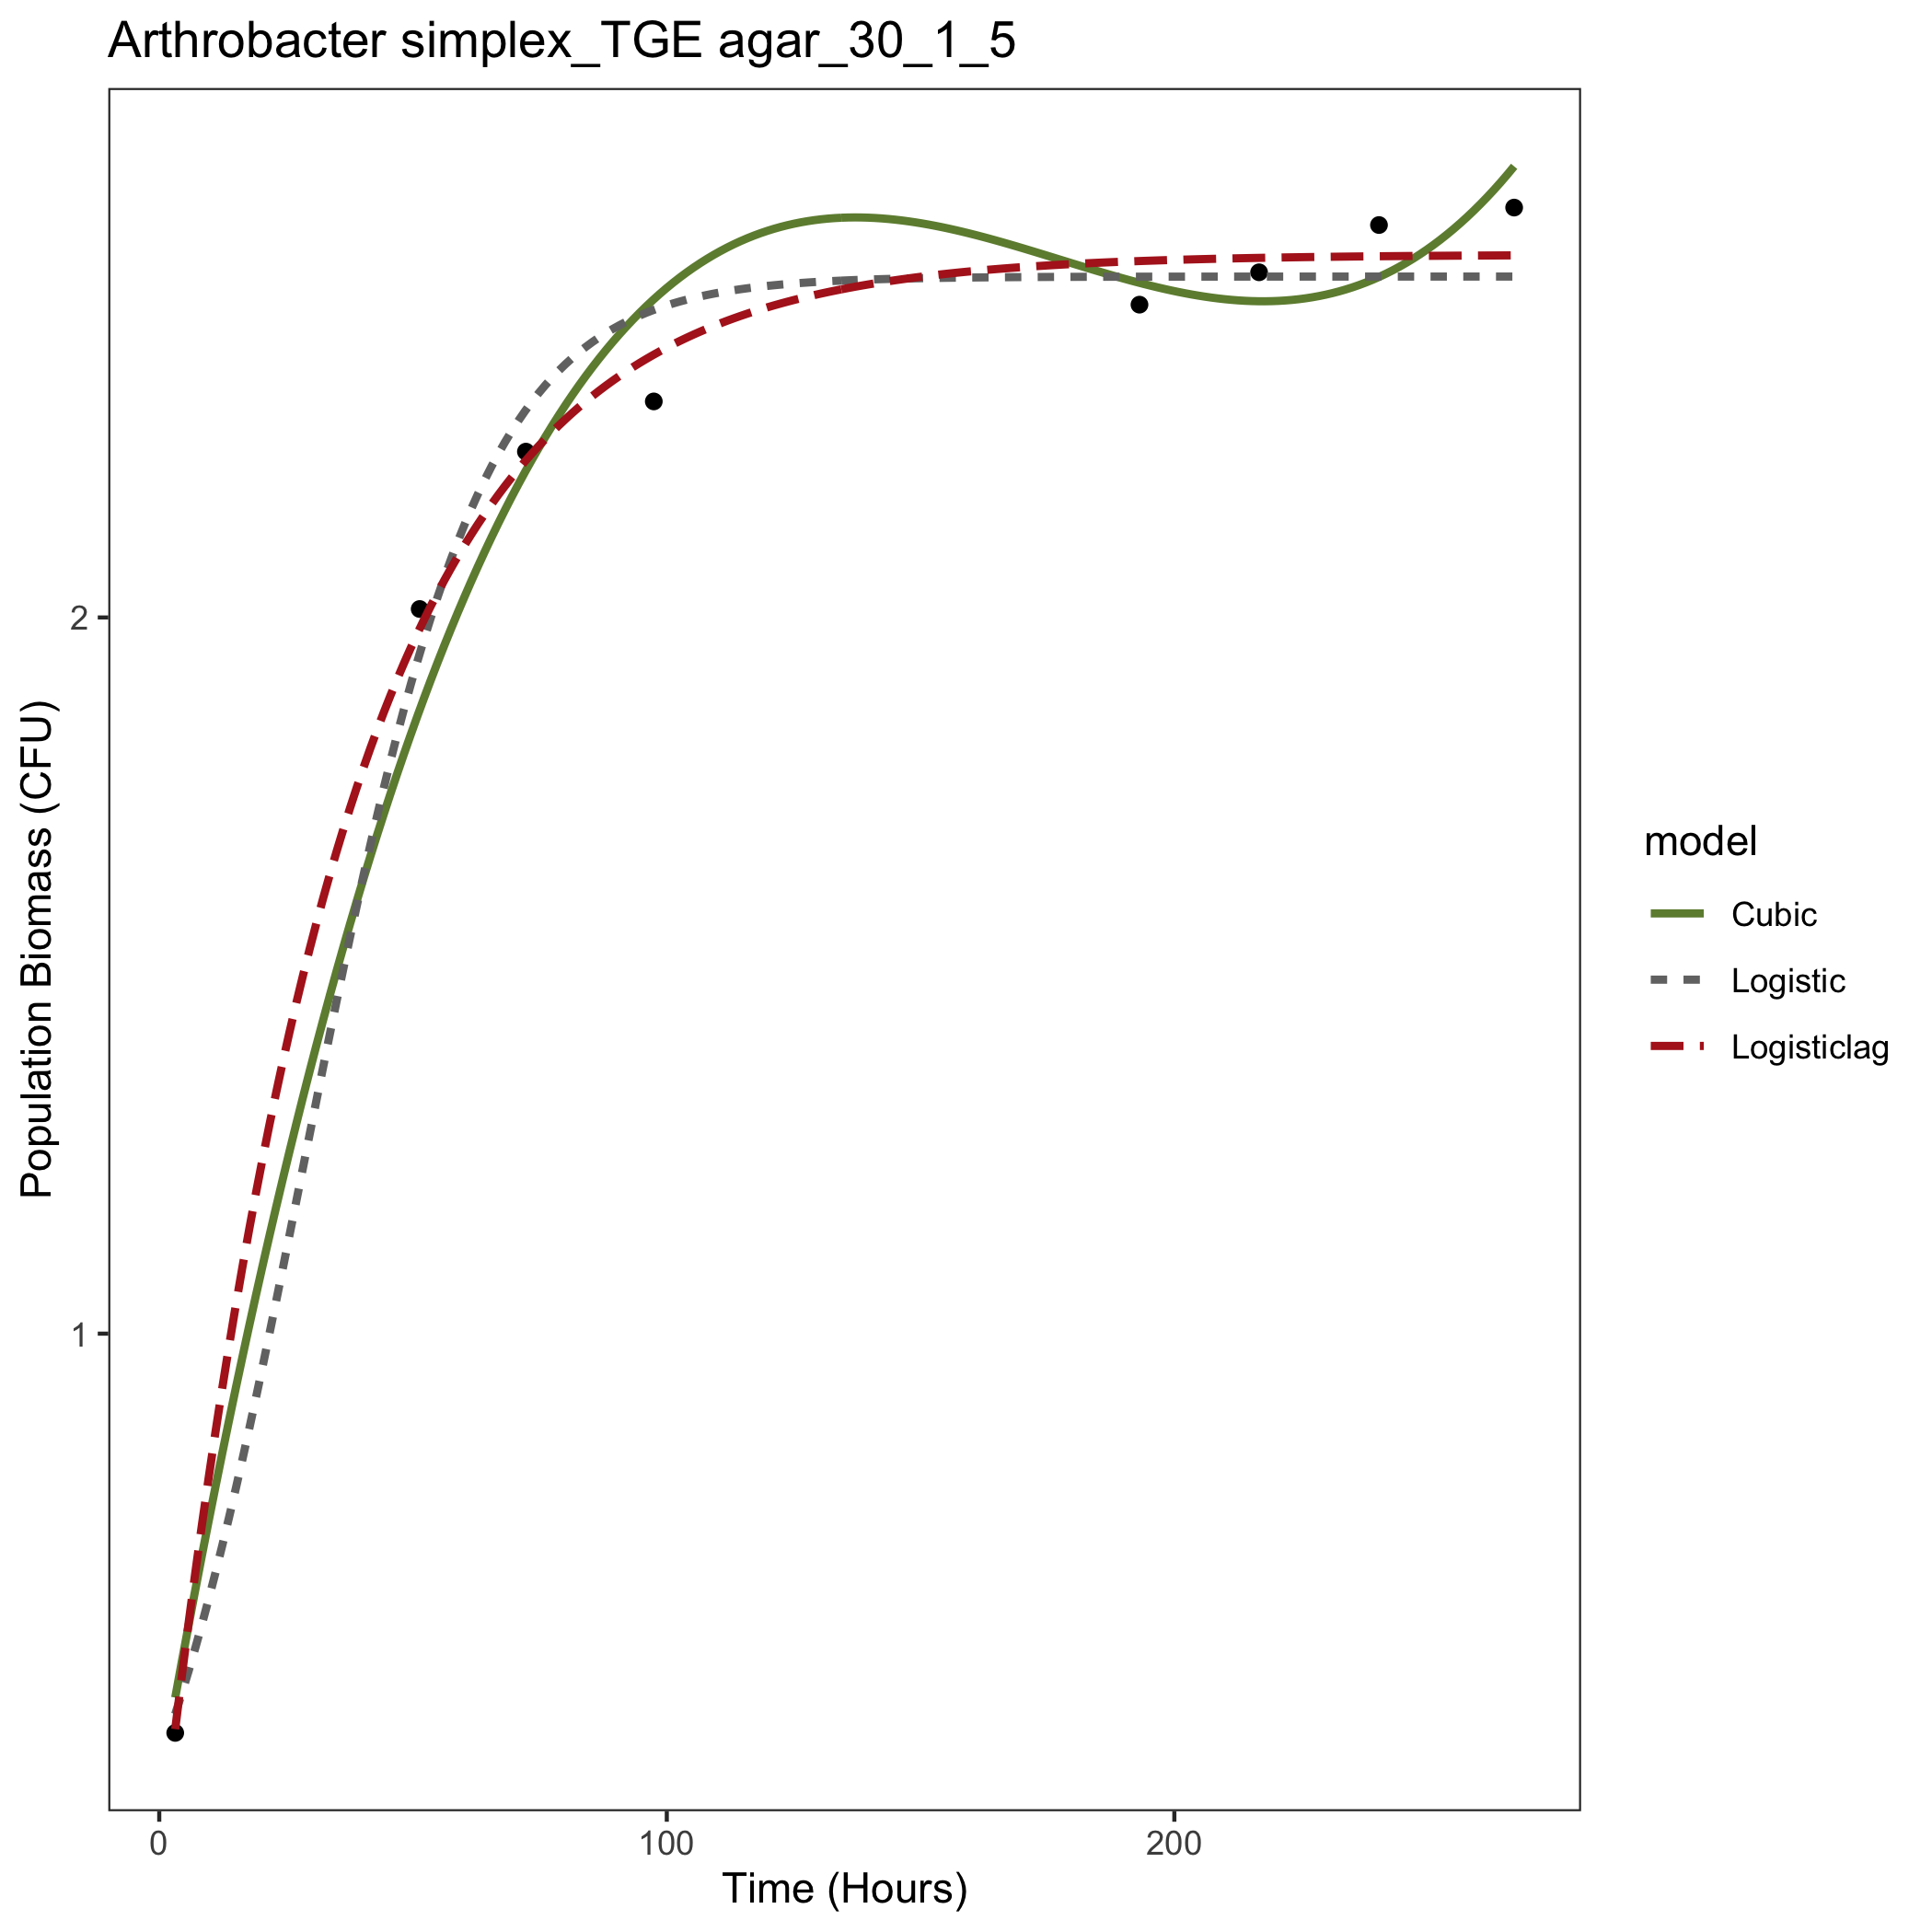 Arthrobacter simplex_TGE agar_30_1_5
Population Biomass (CFU)
2
1
0
100
200
Time (Hours)
model
Cubic
Logistic
Logisticlag